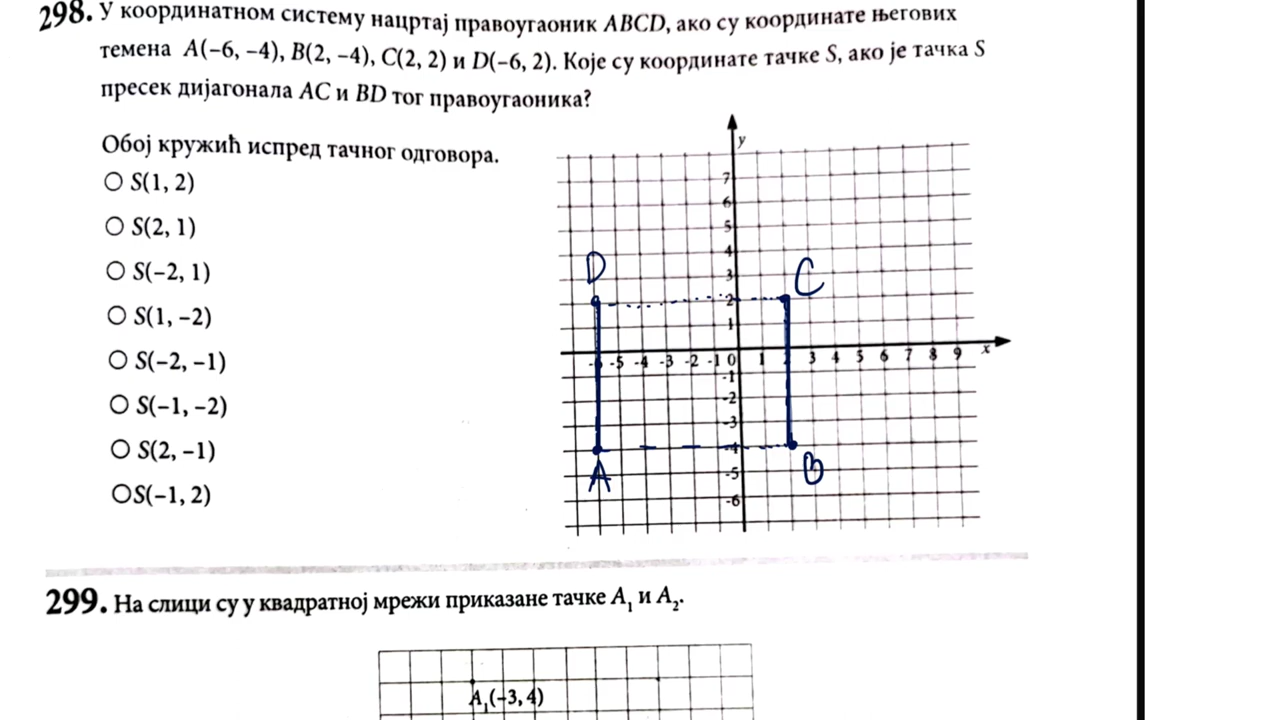 298. У координатном систему нацртај правоугаоник ABCD, ако су координате његових
темена A(−6, −4), B(2, −4), C(2, 2) и D(−6, 2). Које су координате тачке S, ако је тачка S
пресек дијагонала AC и BD тог правоугаоника?
Обој кружић испред тачног одговора.
S(1, 2)
S(2, 1)
S(−2, 1)
S(1, −2)
S(−2, −1)
S(−1, −2)
S(2, −1)
S(−1, 2)
y
7
6
5
4
D
3
C
2
1
-5 -4 -3 -2 -1 0 1 2 3 4 5 6 7 8 9 x
-1
-2
-3
-4
A
B
-5
-6
299. На слици су у квадратној мрежи приказане тачке A₁ и A₂.
A₁(−3, 4)